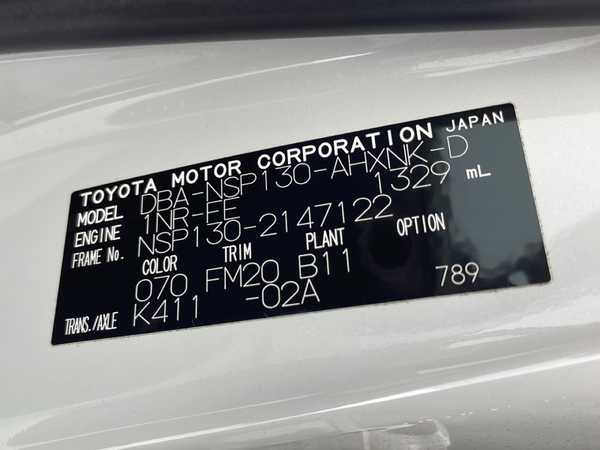 TOYOTA MOTOR CORPORATION JAPAN
MODEL DBA-NSP130-AHXNK-D
ENGINE 1NR-FE 1329 mL
FRAME No. NSP130-2147122
COLOR TRIM PLANT OPTION
070 FM20 B11
TRANS./AXLE K411 -02A 789